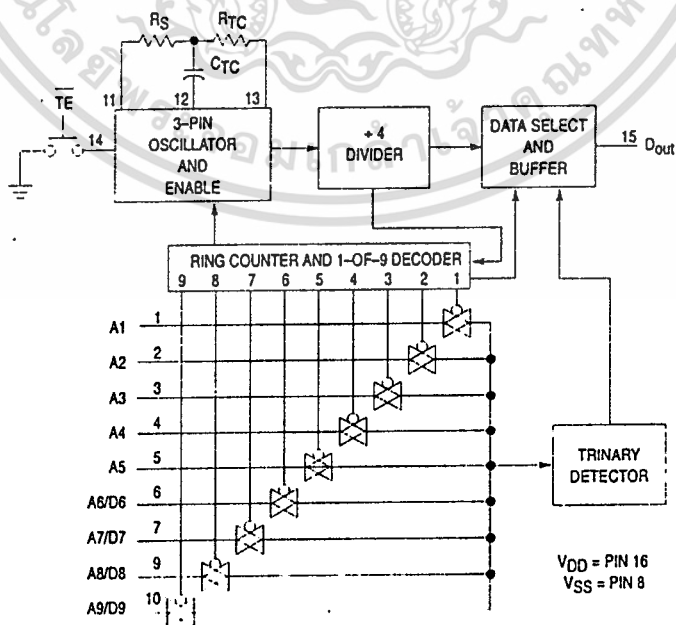 RS RTC
CTC
TE
11 12 13
14
3-PIN
OSCILLATOR
AND
ENABLE
+4
DIVIDER
DATA SELECT
AND
BUFFER
15 Dout
RING COUNTER AND 1-OF-9 DECODER
9 8 7 6 5 4 3 2 1
A1 1
A2 2
A3 3
A4 4
A5 5
A6/D6 6
A7/D7 7
A8/D8 9
A9/D9 10
TRINARY
DETECTOR
VDD = PIN 16
VSS = PIN 8